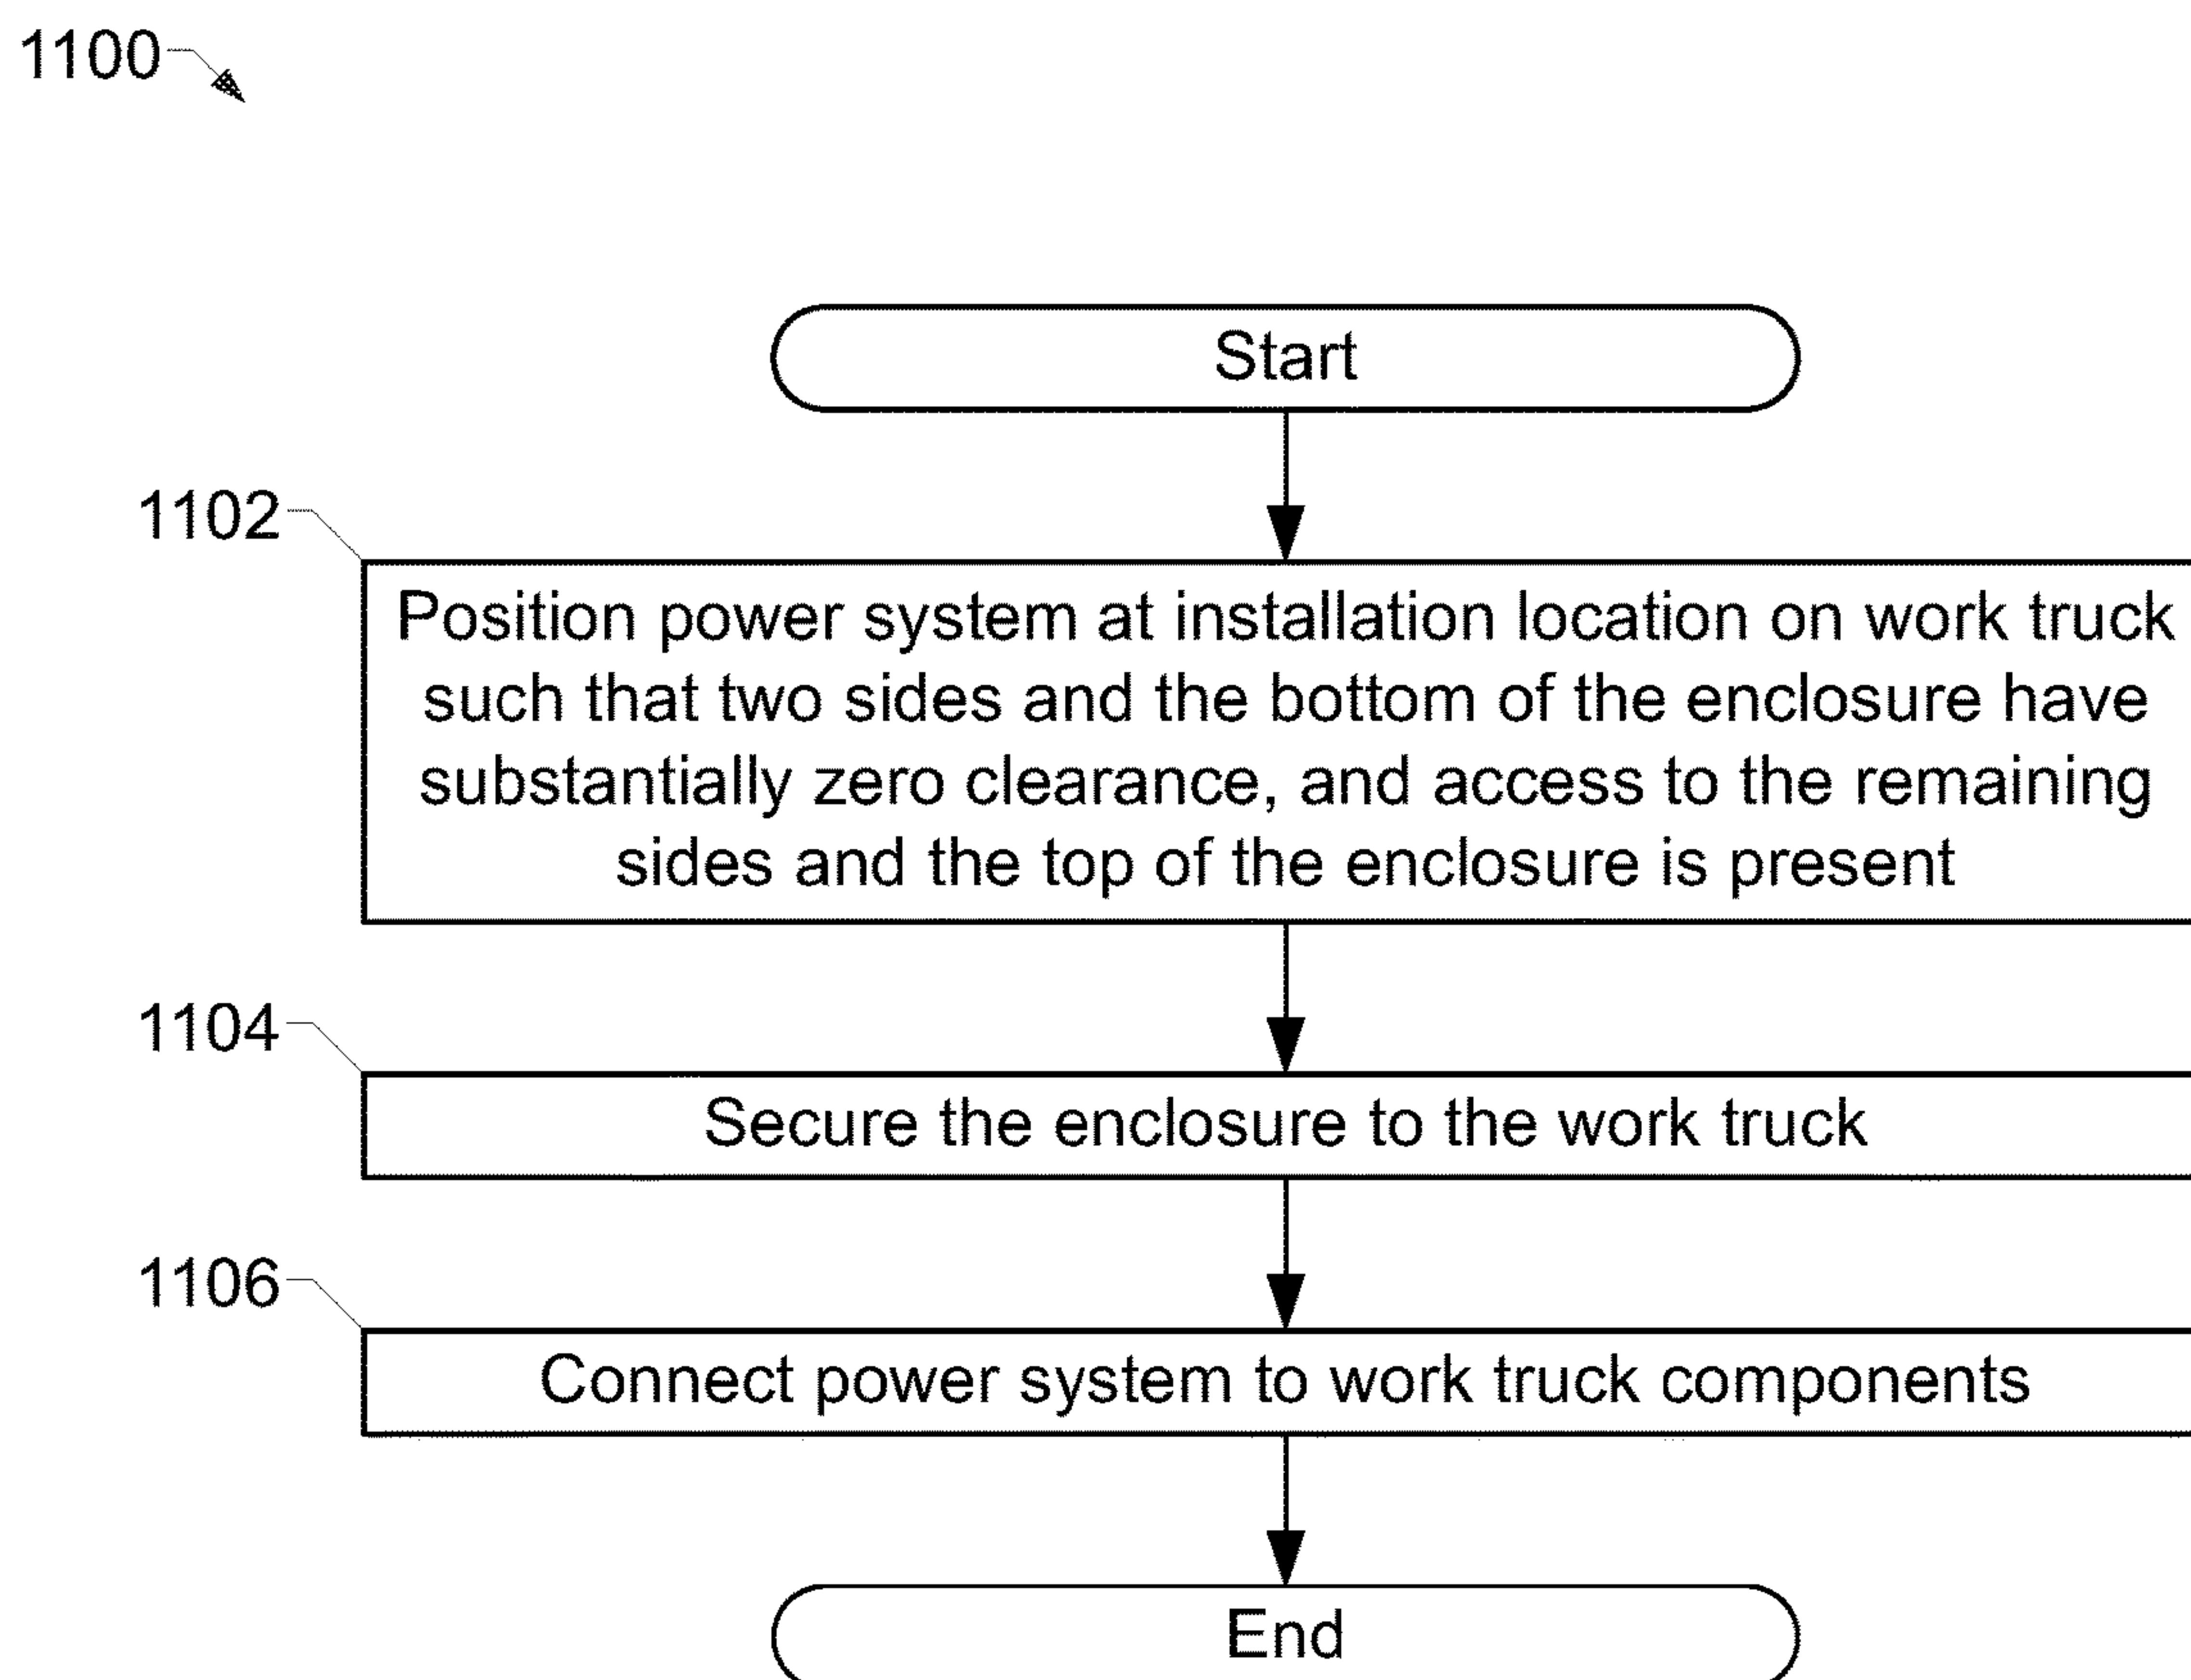 1100
Start
1102
Position power system at installation location on work truck
such that two sides and the bottom of the enclosure have
substantially zero clearance, and access to the remaining
sides and the top of the enclosure is present
1104
Secure the enclosure to the work truck
1106
Connect power system to work truck components
End